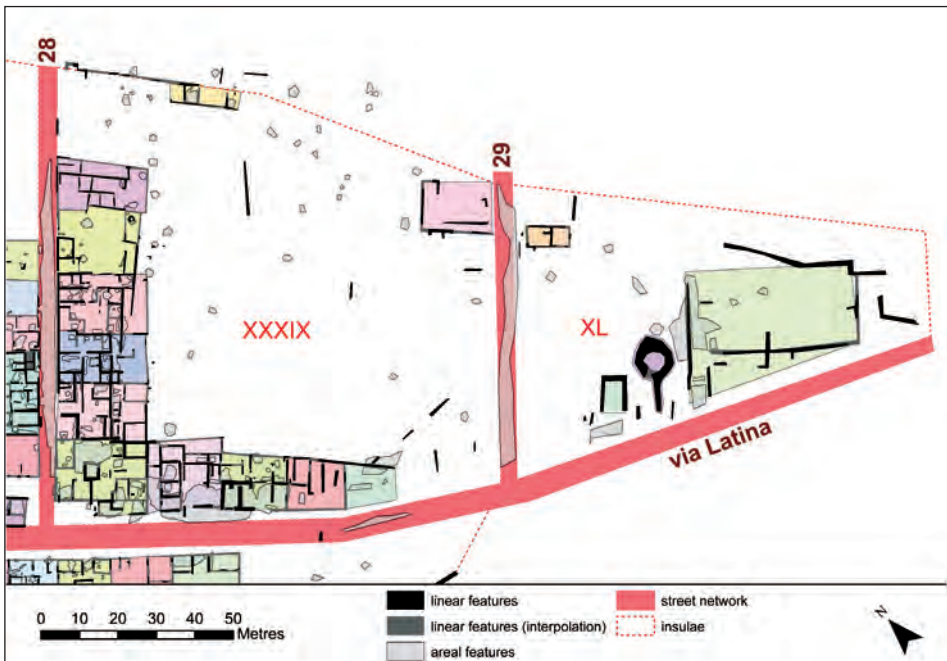 28
29
XXXIX
XL
via Latina
0 10 20 30 40 50
Metres
linear features
linear features (interpolation)
areal features
street network
insulae
N